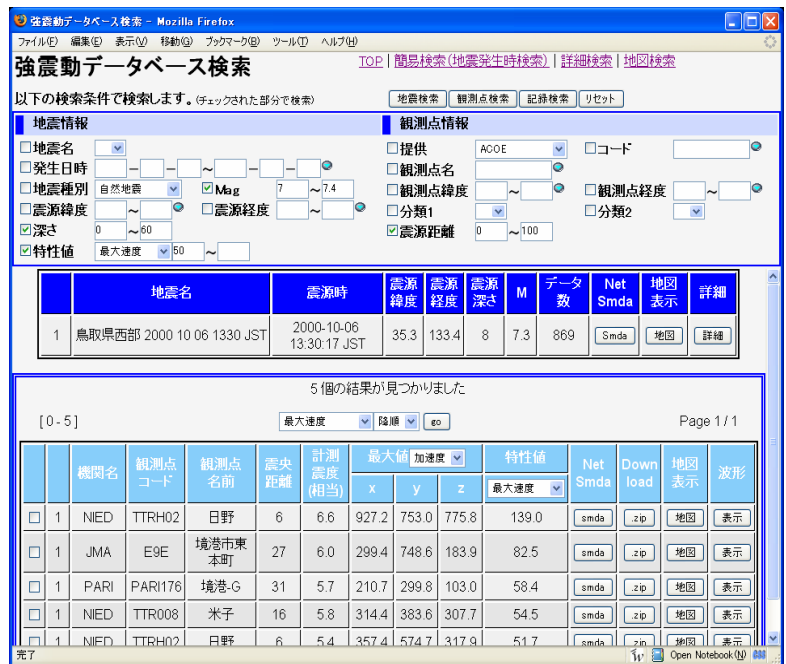 強震動データベース検索 - Mozilla Firefox
ファイル(F) 編集(E) 表示(V) 移動(G) ブックマーク(B) ツール(T) ヘルプ(H)
強震動データベース検索
TOP | 簡易検索(地震発生時検索) | 詳細検索 | 地図検索
以下の検索条件で検索します。(チェックされた部分で検索)
地震検索 観測点検索 記録検索 リセット
地震情報 観測点情報
地震名 提供 ACOE コード
発生日時 - - ~ - - 観測点名
地震種別 自然地震 Mag 7 ~ 7.4 観測点緯度 ~ 観測点経度 ~
震源緯度 ~ 震源経度 ~ 分類1 分類2
深さ 0 ~ 60 震源距離 0 ~ 100
特性値 最大速度 50 ~
地震名 震源時 震源緯度 震源経度 震源深さ M データ数 Net Smda 地図表示 詳細
1 鳥取県西部 2000 10 06 1330 JST 2000-10-06 13:30:17 JST 35.3 133.4 8 7.3 869 Smda 地図 詳細
5個の結果が見つかりました
[0-5] 最大速度 降順 go Page 1/1
機関名 観測点コード 観測点名前 震央距離 計測震度(相当) 最大値 加速度 特性値 Net Smda Down load 地図表示 波形
x y z 最大速度
1 NIED TTRH02 日野 6 6.6 927.2 753.0 775.8 139.0 smda .zip 地図 表示
1 JMA E9E 境港市東本町 27 6.0 299.4 748.6 183.9 82.5 smda .zip 地図 表示
1 PARI PARI176 境港-G 31 5.7 210.7 299.8 103.0 58.4 smda .zip 地図 表示
1 NIED TTR008 米子 16 5.8 314.4 383.6 307.7 54.5 smda .zip 地図 表示
1 NIED TTRH02 日野 6 5.4 357.4 574.7 317.9 51.7 smda .zip 地図 表示
完了 Open Notebook(N)